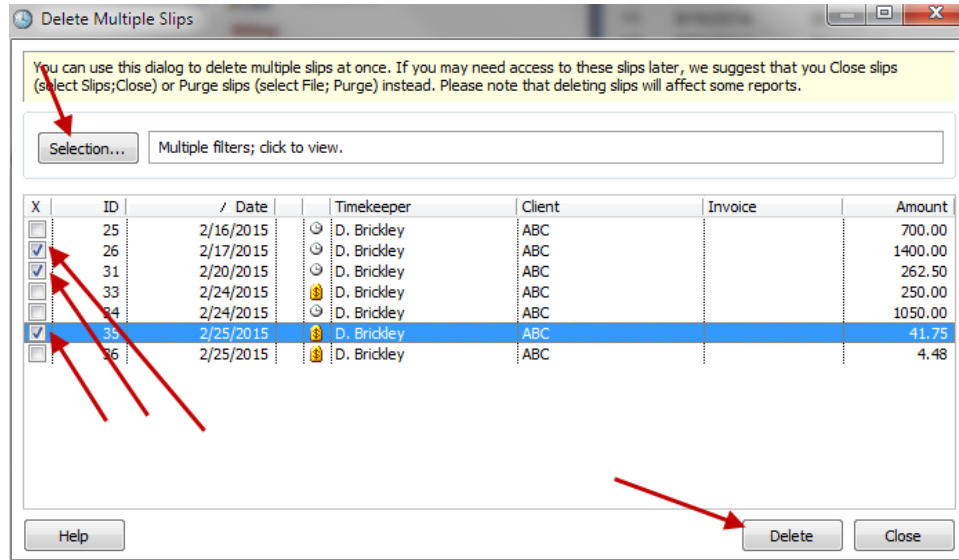 Delete Multiple Slips
You can use this dialog to delete multiple slips at once. If you may need access to these slips later, we suggest that you Close slips
(select Slips;Close) or Purge slips (select File; Purge) instead. Please note that deleting slips will affect some reports.
Selection... Multiple filters; click to view.
X ID / Date Timekeeper Client Invoice Amount
25 2/16/2015 D. Brickley ABC 700.00
26 2/17/2015 D. Brickley ABC 1400.00
31 2/20/2015 D. Brickley ABC 262.50
33 2/24/2015 D. Brickley ABC 250.00
34 2/24/2015 D. Brickley ABC 1050.00
35 2/25/2015 D. Brickley ABC 41.75
36 2/25/2015 D. Brickley ABC 4.48
Help Delete Close